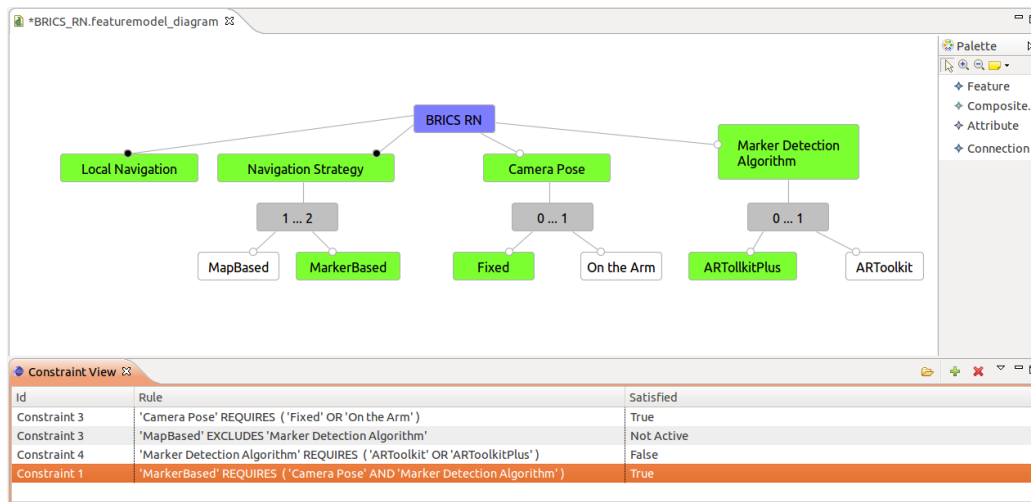 *BRICS_RN.featuremodel_diagram
Palette
Feature
Composite.
Attribute
Connection
BRICS RN
Local Navigation
Navigation Strategy
Camera Pose
Marker Detection
Algorithm
1 ... 2
0 ... 1
0 ... 1
MapBased
MarkerBased
Fixed
On the Arm
ARTollkitPlus
ARToolkit
Constraint View
Id Rule Satisfied
Constraint 3 'Camera Pose' REQUIRES ( 'Fixed' OR 'On the Arm' ) True
Constraint 3 'MapBased' EXCLUDES 'Marker Detection Algorithm' Not Active
Constraint 4 'Marker Detection Algorithm' REQUIRES ( 'ARToolkit' OR 'ARToolkitPlus' ) False
Constraint 1 'MarkerBased' REQUIRES ( 'Camera Pose' AND 'Marker Detection Algorithm' ) True